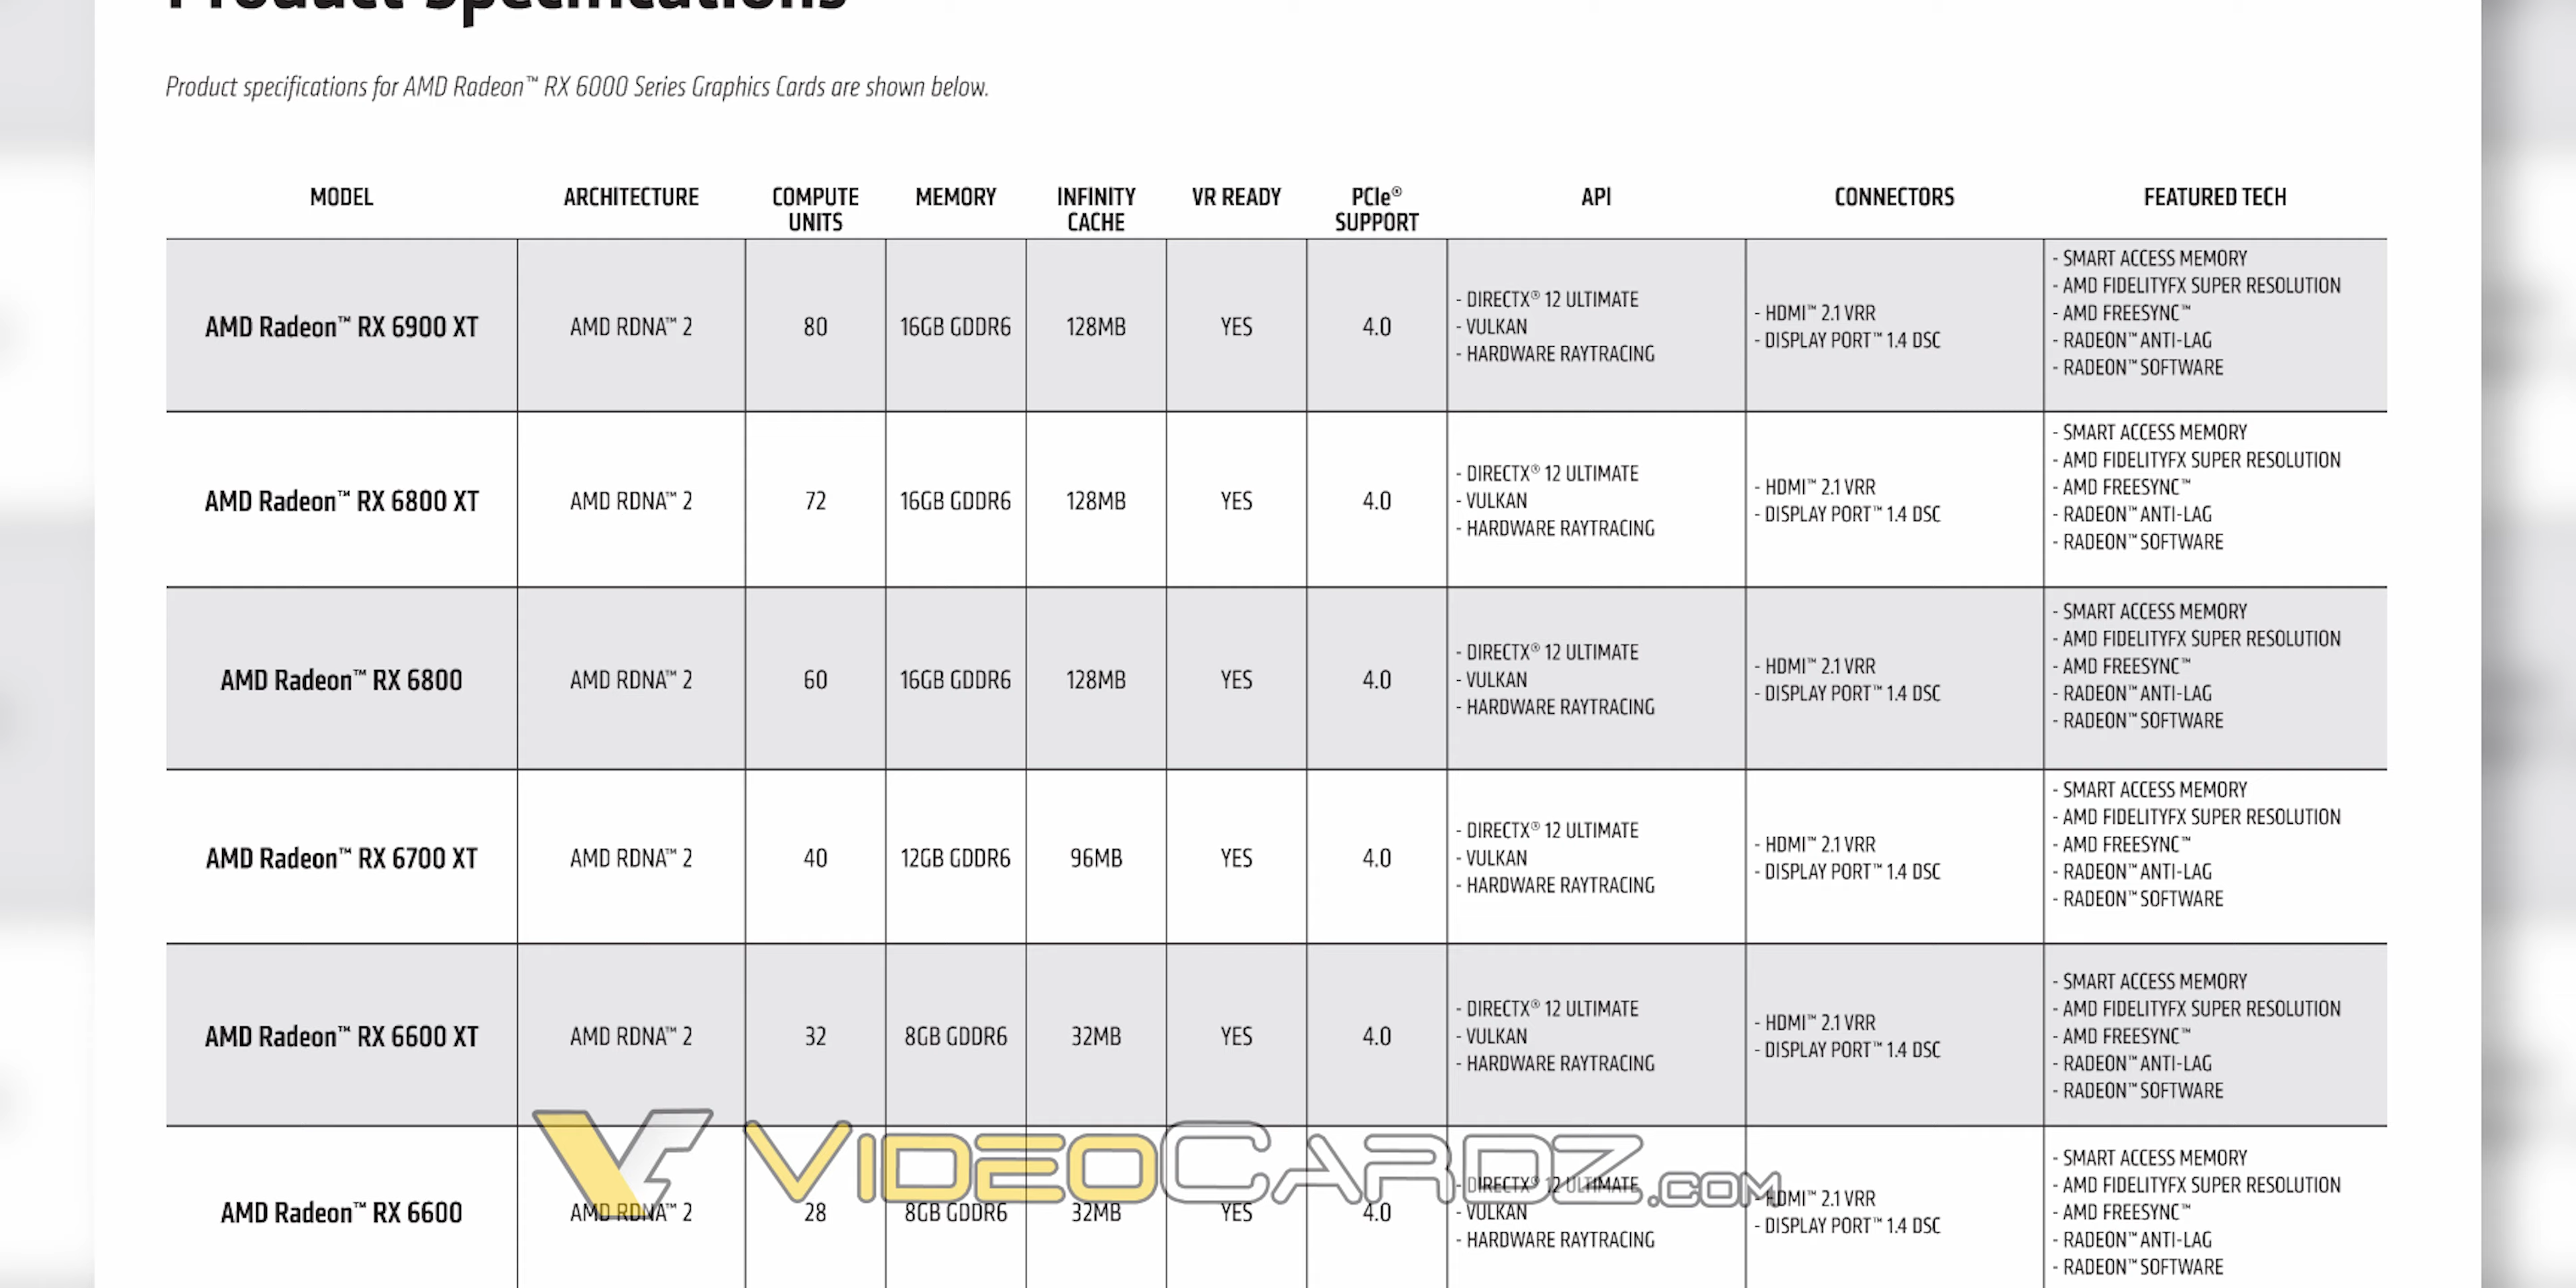 Product Specifications
Product specifications for AMD Radeon™ RX 6000 Series Graphics Cards are shown below.
MODEL ARCHITECTURE COMPUTE UNITS MEMORY INFINITY CACHE VR READY PCIe® SUPPORT API CONNECTORS FEATURED TECH
AMD Radeon™ RX 6900 XT AMD RDNA™ 2 80 16GB GDDR6 128MB YES 4.0
- DIRECTX® 12 ULTIMATE
- VULKAN
- HARDWARE RAYTRACING
- HDMI™ 2.1 VRR
- DISPLAY PORT™ 1.4 DSC
- SMART ACCESS MEMORY
- AMD FIDELITYFX SUPER RESOLUTION
- AMD FREESYNC™
- RADEON™ ANTI-LAG
- RADEON™ SOFTWARE
AMD Radeon™ RX 6800 XT AMD RDNA™ 2 72 16GB GDDR6 128MB YES 4.0
- DIRECTX® 12 ULTIMATE
- VULKAN
- HARDWARE RAYTRACING
- HDMI™ 2.1 VRR
- DISPLAY PORT™ 1.4 DSC
- SMART ACCESS MEMORY
- AMD FIDELITYFX SUPER RESOLUTION
- AMD FREESYNC™
- RADEON™ ANTI-LAG
- RADEON™ SOFTWARE
AMD Radeon™ RX 6800 AMD RDNA™ 2 60 16GB GDDR6 128MB YES 4.0
- DIRECTX® 12 ULTIMATE
- VULKAN
- HARDWARE RAYTRACING
- HDMI™ 2.1 VRR
- DISPLAY PORT™ 1.4 DSC
- SMART ACCESS MEMORY
- AMD FIDELITYFX SUPER RESOLUTION
- AMD FREESYNC™
- RADEON™ ANTI-LAG
- RADEON™ SOFTWARE
AMD Radeon™ RX 6700 XT AMD RDNA™ 2 40 12GB GDDR6 96MB YES 4.0
- DIRECTX® 12 ULTIMATE
- VULKAN
- HARDWARE RAYTRACING
- HDMI™ 2.1 VRR
- DISPLAY PORT™ 1.4 DSC
- SMART ACCESS MEMORY
- AMD FIDELITYFX SUPER RESOLUTION
- AMD FREESYNC™
- RADEON™ ANTI-LAG
- RADEON™ SOFTWARE
AMD Radeon™ RX 6600 XT AMD RDNA™ 2 32 8GB GDDR6 32MB YES 4.0
- DIRECTX® 12 ULTIMATE
- VULKAN
- HARDWARE RAYTRACING
- HDMI™ 2.1 VRR
- DISPLAY PORT™ 1.4 DSC
- SMART ACCESS MEMORY
- AMD FIDELITYFX SUPER RESOLUTION
- AMD FREESYNC™
- RADEON™ ANTI-LAG
- RADEON™ SOFTWARE
VIDEOCARDZ.COM
AMD Radeon™ RX 6600 AMD RDNA™ 2 28 8GB GDDR6 32MB YES 4.0
- DIRECTX® 12 ULTIMATE
- VULKAN
- HARDWARE RAYTRACING
- HDMI™ 2.1 VRR
- DISPLAY PORT™ 1.4 DSC
- SMART ACCESS MEMORY
- AMD FIDELITYFX SUPER RESOLUTION
- AMD FREESYNC™
- RADEON™ ANTI-LAG
- RADEON™ SOFTWARE